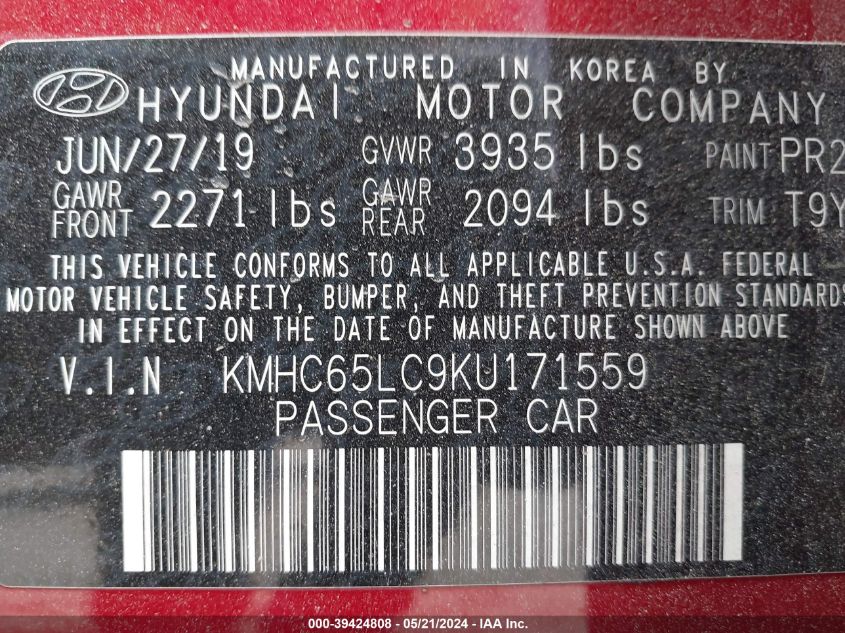 MANUFACTURED IN KOREA BY
HYUNDAI MOTOR COMPANY
JUN/27/19 GVWR 3935 lbs PAINT PR2
GAWR FRONT 2271 lbs GAWR REAR 2094 lbs TRIM T9Y
THIS VEHICLE CONFORMS TO ALL APPLICABLE U.S.A. FEDERAL
MOTOR VEHICLE SAFETY, BUMPER, AND THEFT PREVENTION STANDARDS
IN EFFECT ON THE DATE OF MANUFACTURE SHOWN ABOVE
V.I.N KMHC65LC9KU171559
PASSENGER CAR
000-39424808 - 05/21/2024 - IAA Inc.